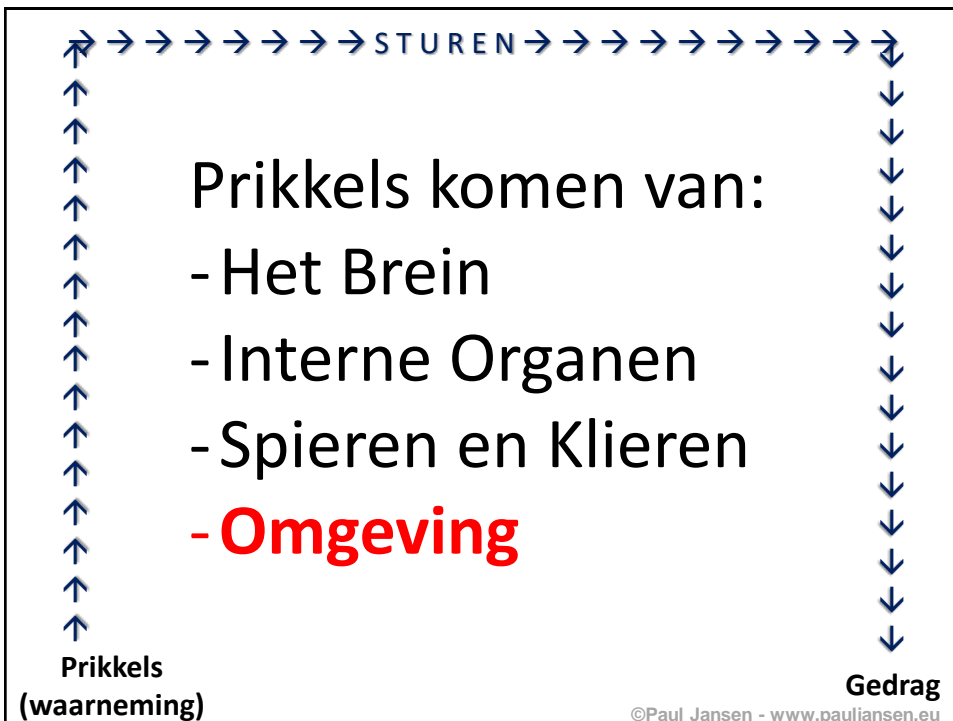 → → → → → → → → S T U R E N → → → → → → → → → →
Prikkels komen van:
- Het Brein
- Interne Organen
- Spieren en Klieren
- Omgeving
Prikkels
(waarneming)
Gedrag
©Paul Jansen - www.pauljansen.eu